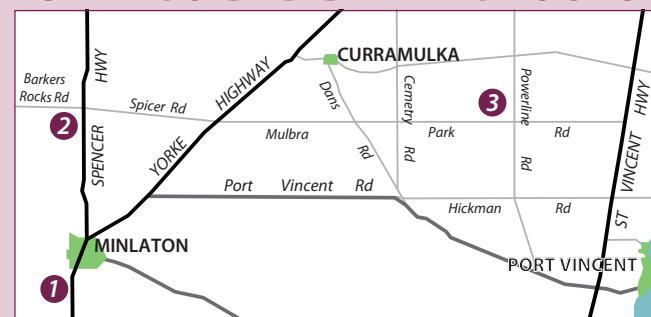 CURRAMULKA
HWY
SPENCER
Barkers
Rocks Rd
Spicer Rd
YORKE
HIGHWAY
Dans
Rd
Cemetry
Rd
Powerline
Rd
3
2
Mulbra
Park
Rd
HWY
ST VINCENT
Port Vincent Rd
Hickman
Rd
MINLATON
PORT VINCENT
1